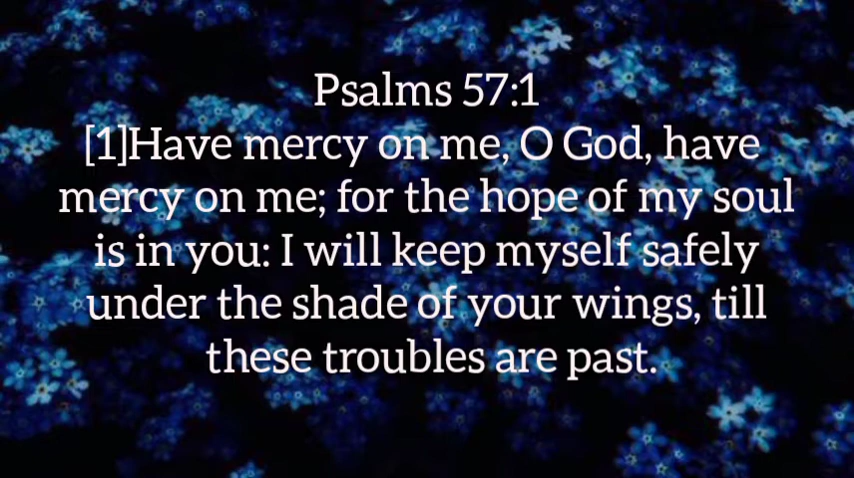 Psalms 57:1
[1]Have mercy on me, O God, have
mercy on me; for the hope of my soul
is in you: I will keep myself safely
under the shade of your wings, till
these troubles are past.